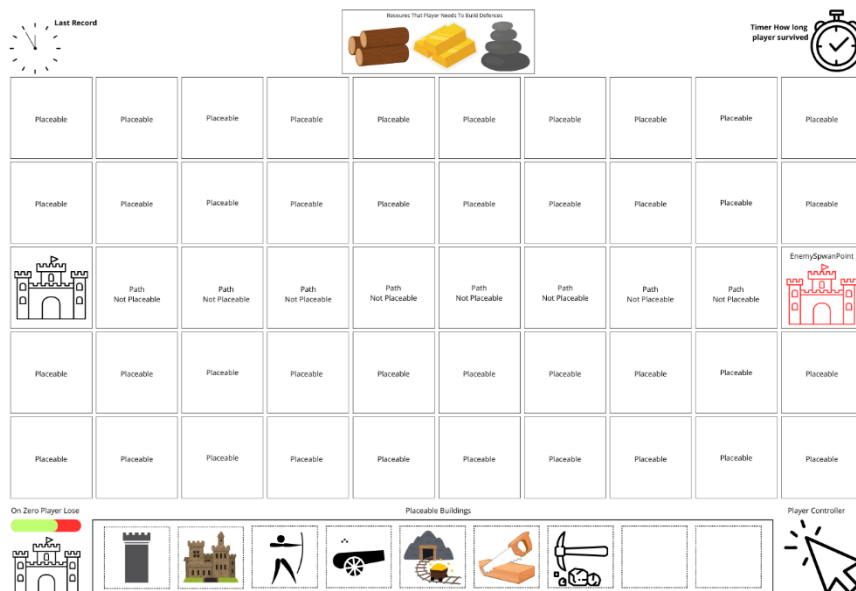 Last Record
Ressures That Player Needs To Build Defences
Timer How long
player survived
Placeable Placeable Placeable Placeable Placeable Placeable Placeable Placeable Placeable Placeable
Placeable Placeable Placeable Placeable Placeable Placeable Placeable Placeable Placeable Placeable
EnemySpwanPoint
Path Path Path Path Path Path Path Path
Not Placeable Not Placeable Not Placeable Not Placeable Not Placeable Not Placeable Not Placeable Not Placeable
Placeable Placeable Placeable Placeable Placeable Placeable Placeable Placeable Placeable Placeable
Placeable Placeable Placeable Placeable Placeable Placeable Placeable Placeable Placeable Placeable
On Zero Player Lose
Placeable Buildings
Player Controller